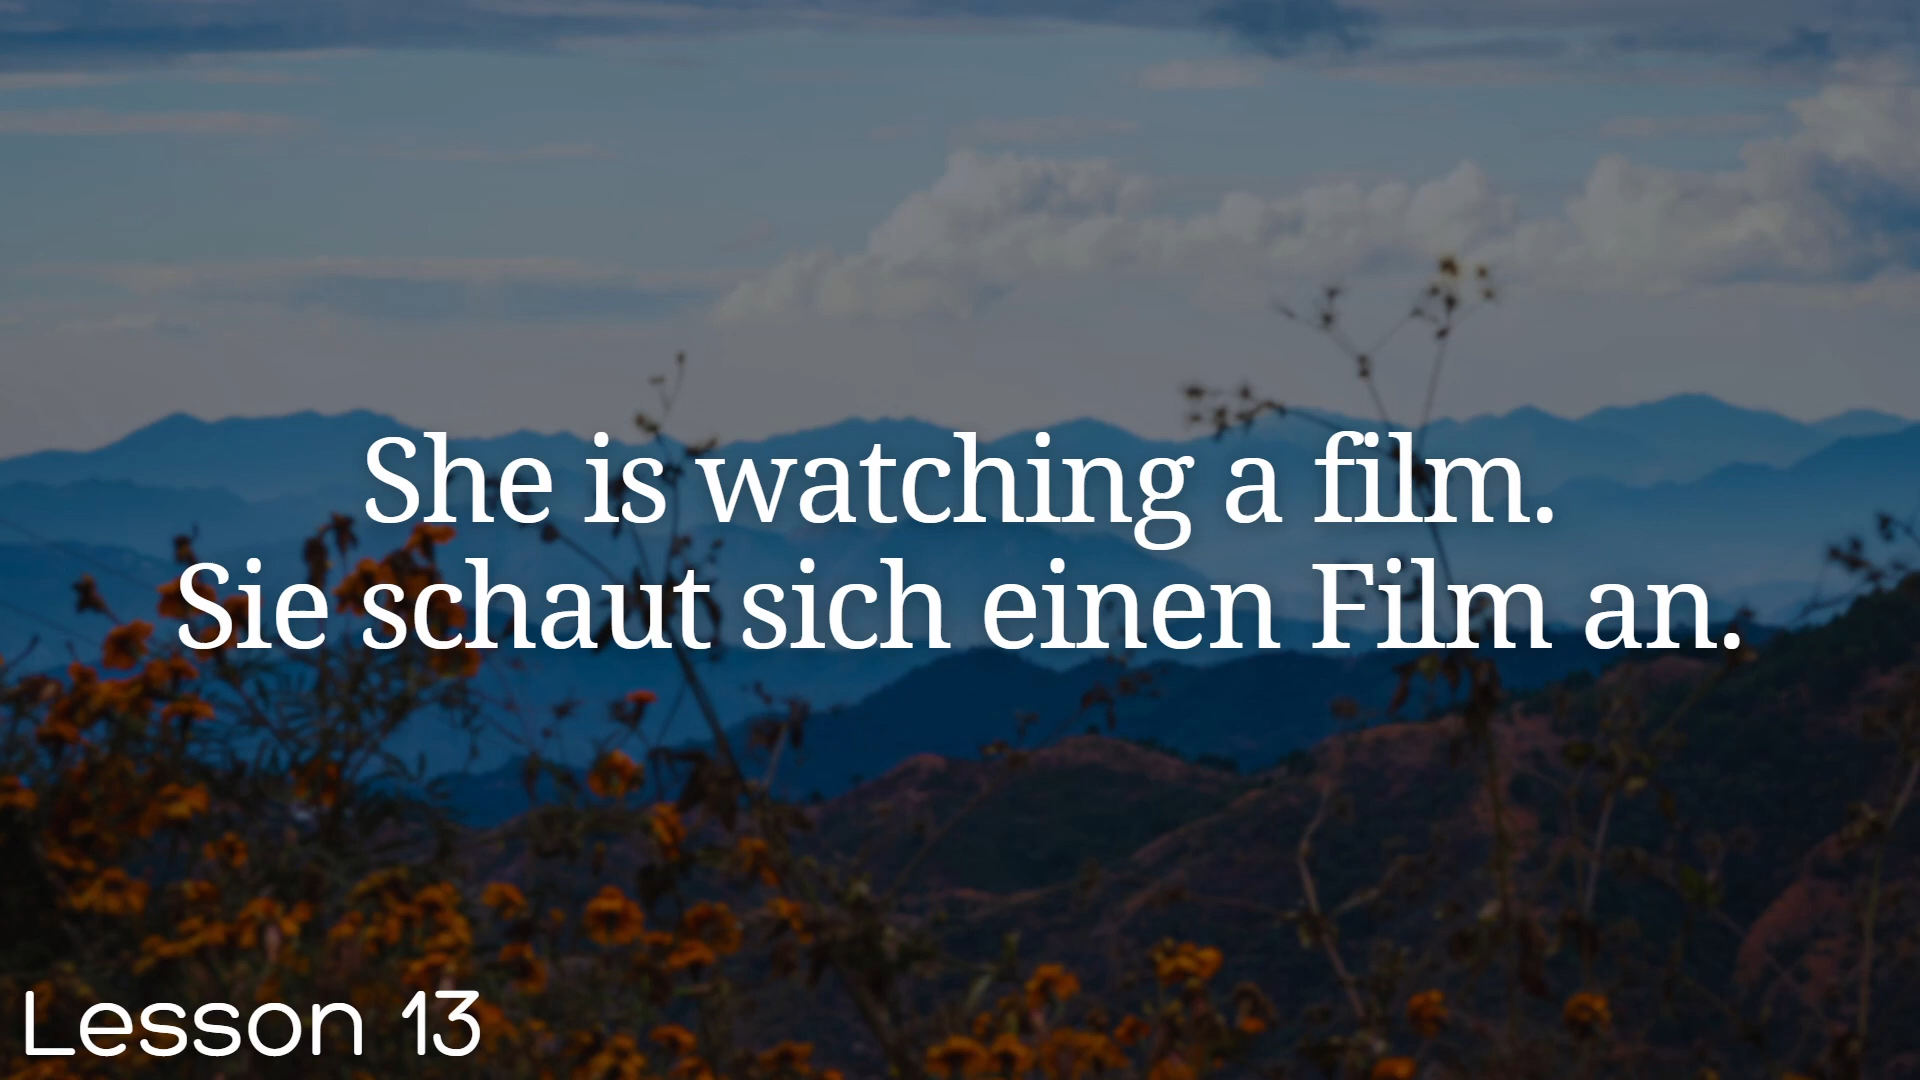 She is watching a film.
Sie schaut sich einen Film an.
Lesson 13